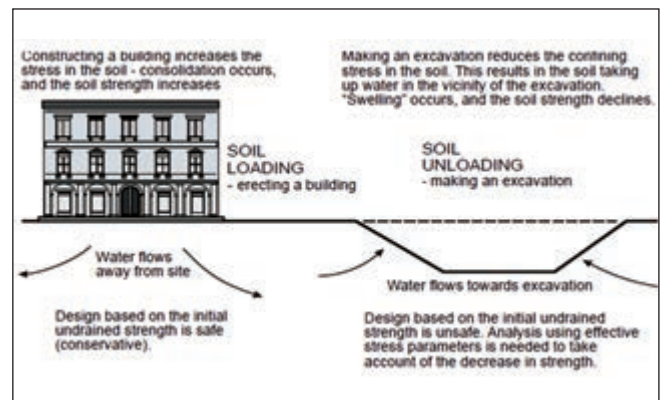 Constructing a building increases the
stress in the soil - consolidation occurs,
and the soil strength increases
Making an excavation reduces the confining
stress in the soil. This results in the soil taking
up water in the vicinity of the excavation.
"Swelling" occurs, and the soil strength declines.
SOIL
LOADING
- erecting a building
SOIL
UNLOADING
- making an excavation
Water flows
away from site
Water flows towards excavation
Design based on the initial
undrained strength is safe
(conservative).
Design based on the initial undrained
strength is unsafe. Analysis using effective
stress parameters is needed to take
account of the decrease in strength.